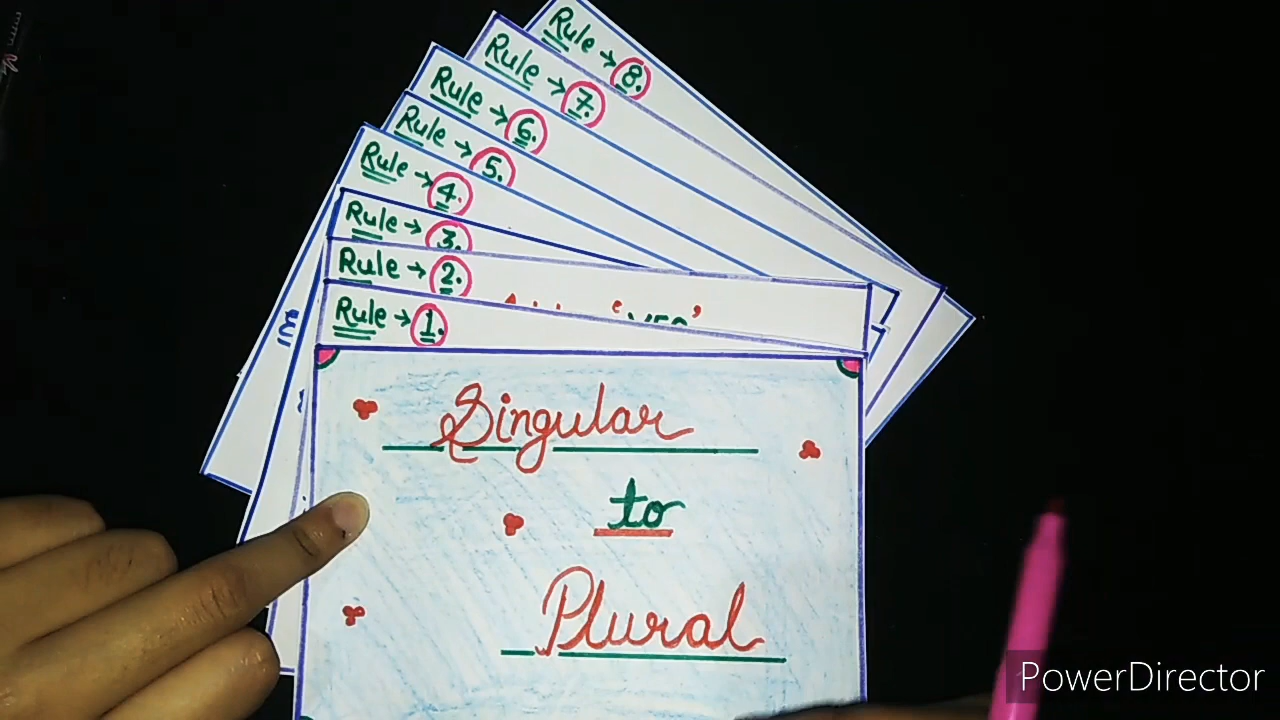 Rule → 8.
Rule → 7.
Rule → 6.
Rule → 5.
Rule → 4.
Rule → 3.
Rule → 2.
Rule → 1.
Singular
to
Plural
PowerDirector